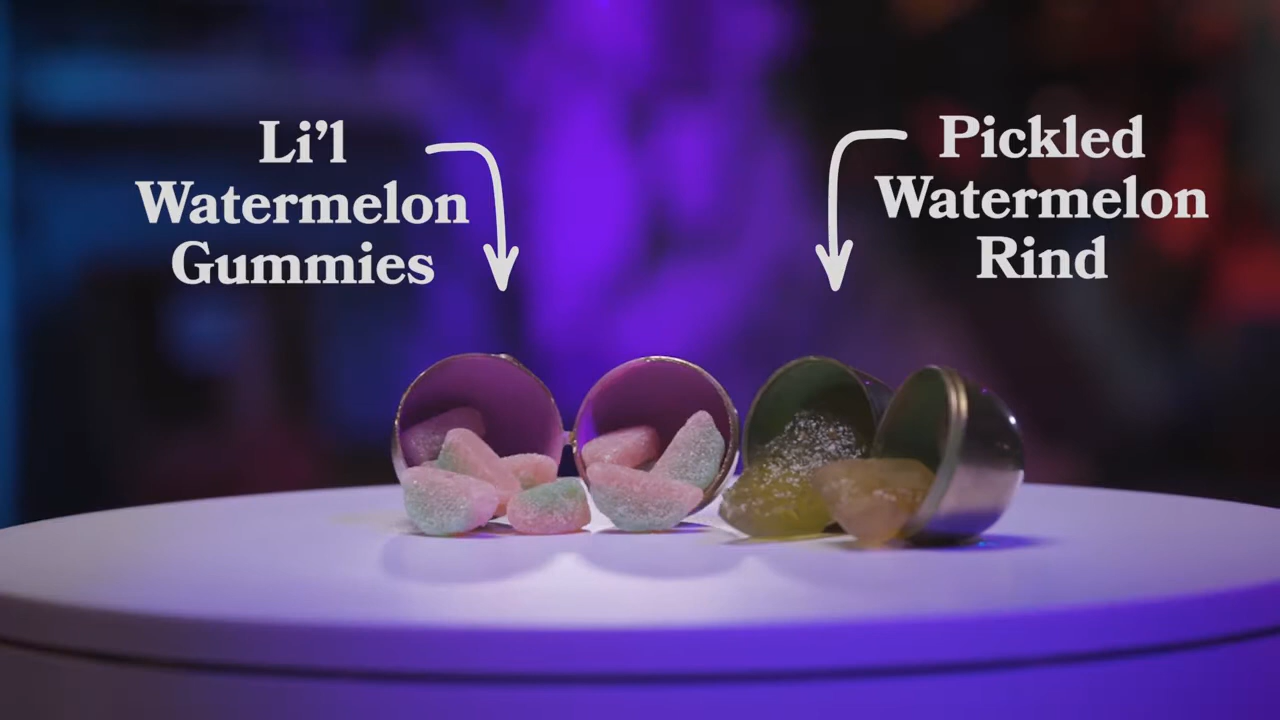 Li’l
Watermelon
Gummies
Pickled
Watermelon
Rind